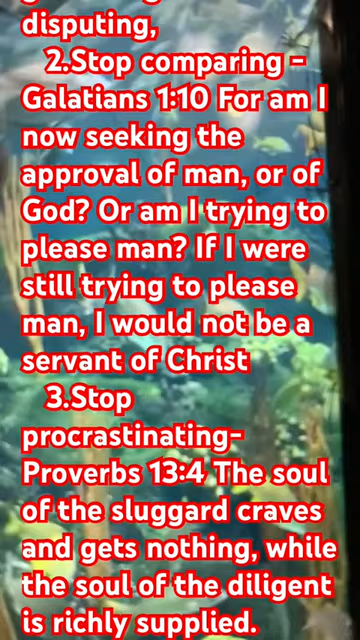 disputing,
2.Stop comparing -
Galatians 1:10 For am I
now seeking the
approval of man, or of
God? Or am I trying to
please man? If I were
still trying to please
man, I would not be a
servant of Christ
3.Stop
procrastinating-
Proverbs 13:4 The soul
of the sluggard craves
and gets nothing, while
the soul of the diligent
is richly supplied.